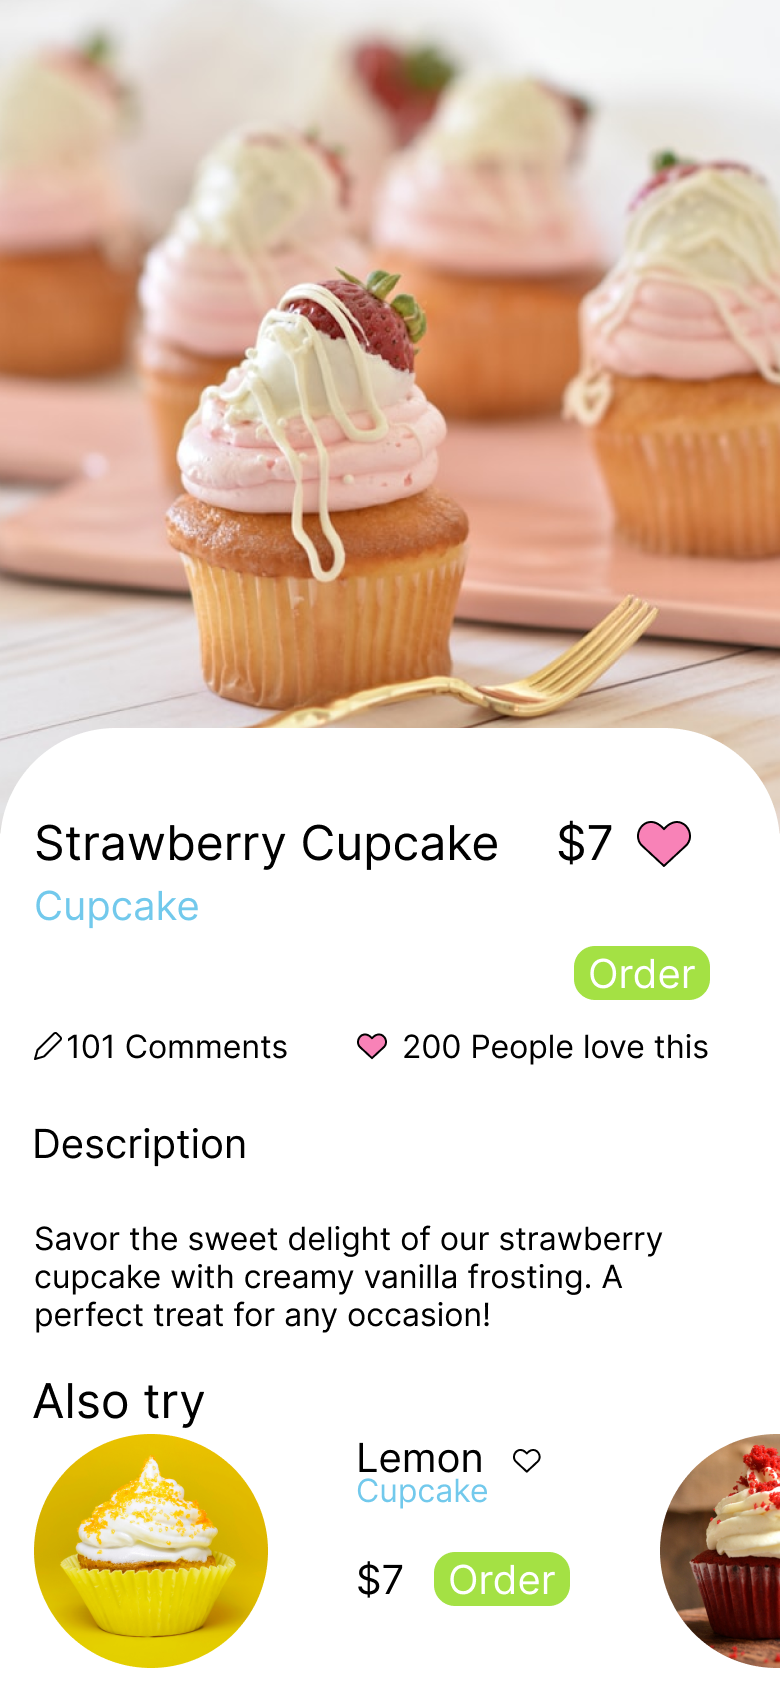 Strawberry Cupcake $7
Cupcake
Order
101 Comments 200 People love this
Description
Savor the sweet delight of our strawberry
cupcake with creamy vanilla frosting. A
perfect treat for any occasion!
Also try
Lemon
Cupcake
$7 Order